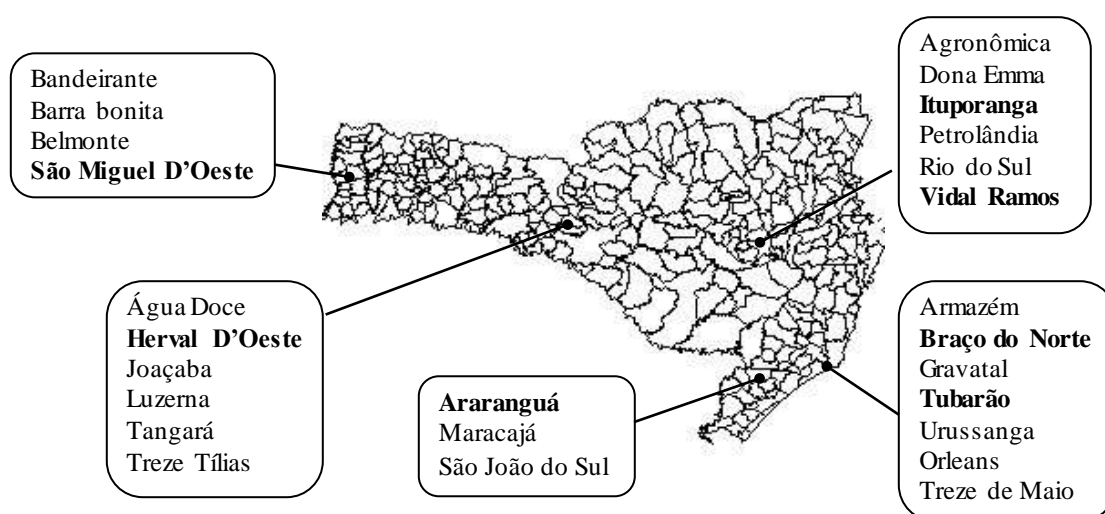 Bandeirante
Barra bonita
Belmonte
São Miguel D'Oeste
Agronômica
Dona Emma
Ituporanga
Petrolândia
Rio do Sul
Vidal Ramos
Água Doce
Herval D'Oeste
Joaçaba
Luzerna
Tangará
Treze Tílias
Araranguá
Maracajá
São João do Sul
Armazém
Braço do Norte
Gravatal
Tubarão
Urussanga
Orleans
Treze de Maio